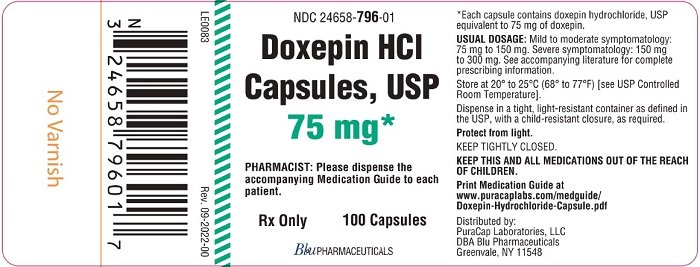 No Varnish
3 24658 79601 7
N
LE0083
Rev. 09-2022-00
NDC 24658-796-01
Doxepin HCl
Capsules, USP
75 mg*
PHARMACIST: Please dispense the
accompanying Medication Guide to each
patient.
Rx Only 100 Capsules
Blu PHARMACEUTICALS
*Each capsule contains doxepin hydrochloride, USP
equivalent to 75 mg of doxepin.
USUAL DOSAGE: Mild to moderate symptomatology:
75 mg to 150 mg. Severe symptomatology: 150 mg
to 300 mg. See accompanying literature for complete
prescribing information.
Store at 20° to 25°C (68° to 77°F) [see USP Controlled
Room Temperature].
Dispense in a tight, light-resistant container as defined in
the USP, with a child-resistant closure, as required.
Protect from light.
KEEP TIGHTLY CLOSED.
KEEP THIS AND ALL MEDICATIONS OUT OF THE REACH
OF CHILDREN.
Print Medication Guide at
www.puracaplabs.com/medguide/
Doxepin-Hydrochloride-Capsule.pdf
Distributed by:
PuraCap Laboratories, LLC
DBA Blu Pharmaceuticals
Greenvale, NY 11548